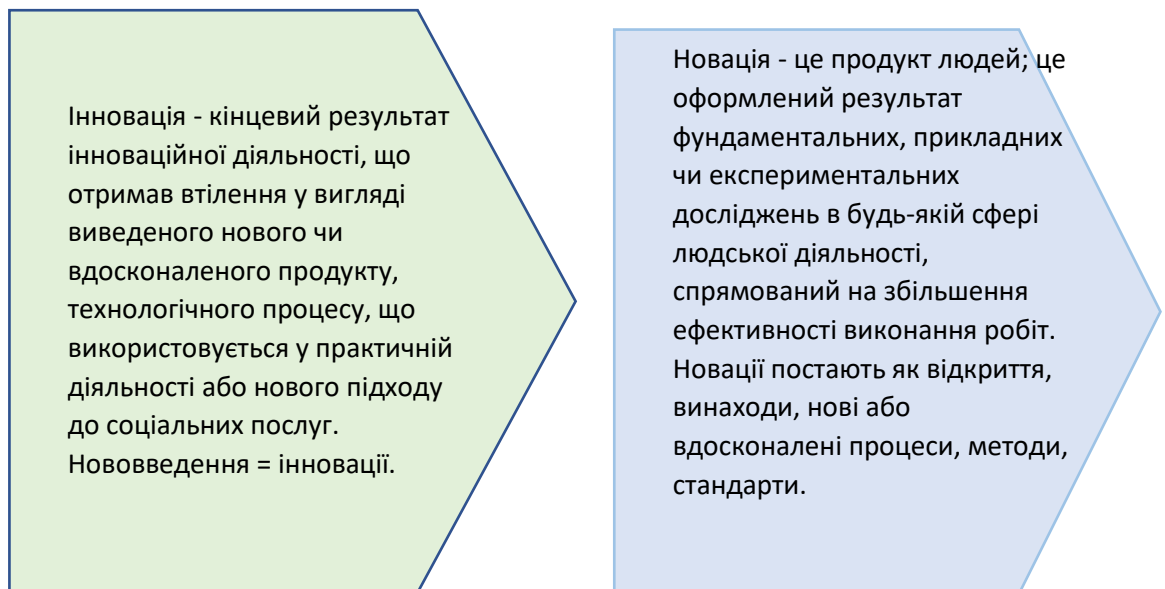 Інновація - кінцевий результат
інноваційної діяльності, що
отримав втілення у вигляді
виведеного нового чи
вдосконаленого продукту,
технологічного процесу, що
використовується у практичній
діяльності або нового підходу
до соціальних послуг.
Нововведення = інновації.
Новація - це продукт людей; це
оформлений результат
фундаментальних, прикладних
чи експериментальних
досліджень в будь-якій сфері
людської діяльності,
спрямований на збільшення
ефективності виконання робіт.
Новації постають як відкриття,
винаходи, нові або
вдосконалені процеси, методи,
стандарти.